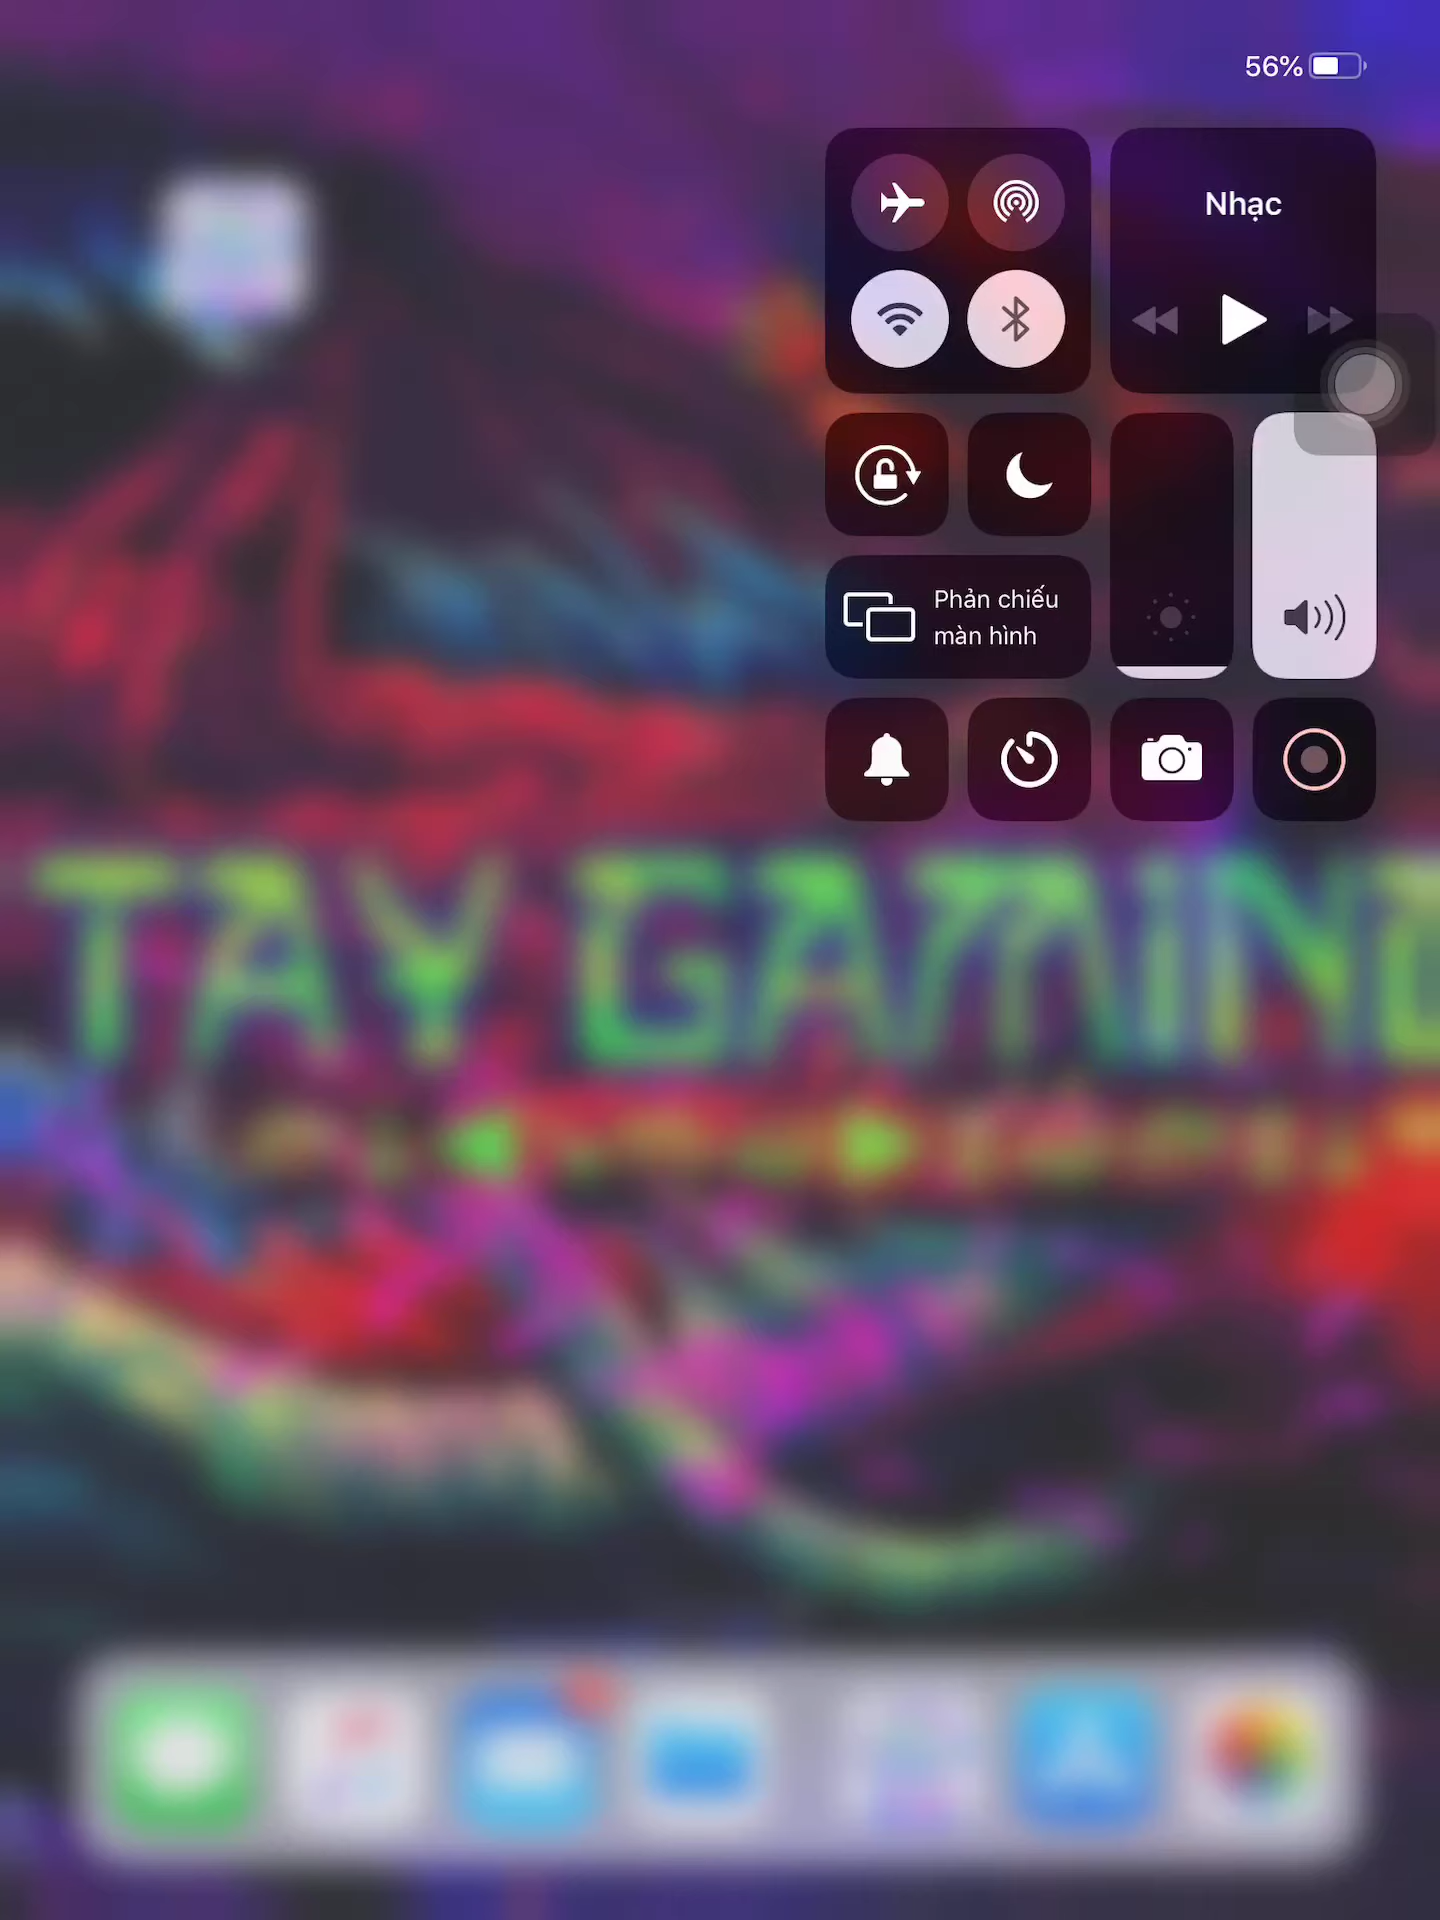 56%
Nhạc
Phản chiếu
màn hình
TAY GAMING